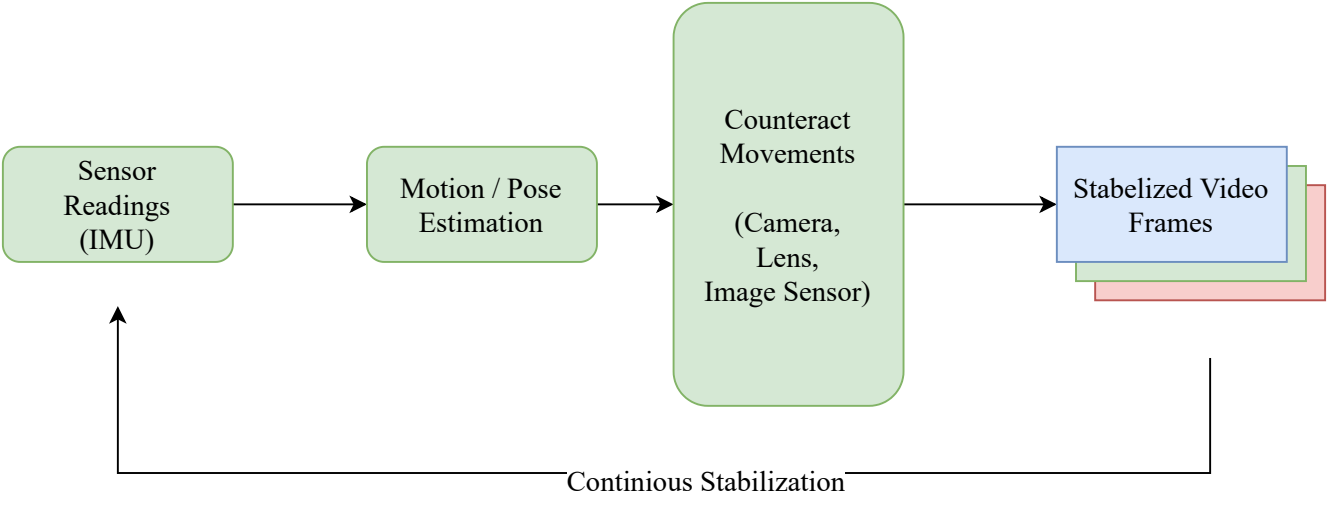 Sensor
Readings
(IMU)
Motion / Pose
Estimation
Counteract
Movements
(Camera,
Lens,
Image Sensor)
Stabelized Video
Frames
Continious Stabilization